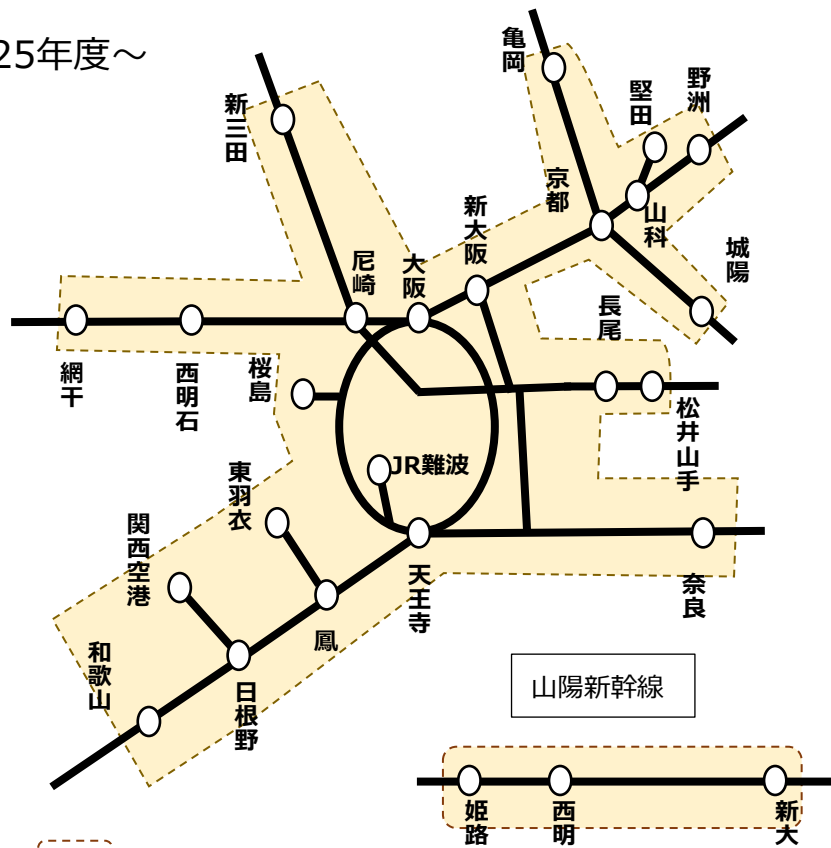 25年度～
亀岡
野洲
堅田
新三田
京都
新大阪
山科
城陽
尼崎
大阪
長尾
網干
西明石
桜島
松井山手
JR難波
東羽衣
関西空港
天王寺
奈良
鳳
和歌山
日根野
山陽新幹線
姫路
西明
新大